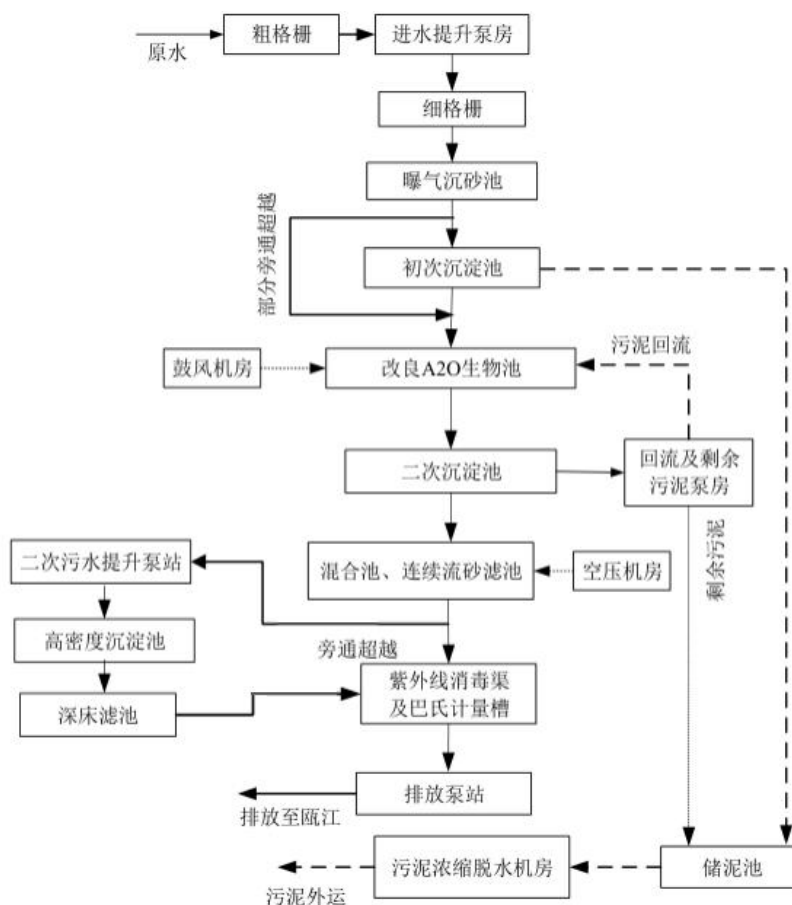 原水
粗格栅
进水提升泵房
细格栅
曝气沉砂池
部分旁通超越
初次沉淀池
污泥回流
鼓风机房
改良A2O生物池
二次沉淀池
回流及剩余
污泥泵房
剩余污泥
二次污水提升泵站
混合池、连续流砂滤池
空压机房
高密度沉淀池
旁通超越
深床滤池
紫外线消毒渠
及巴氏计量槽
排放泵站
排放至瓯江
污泥浓缩脱水机房
储泥池
污泥外运